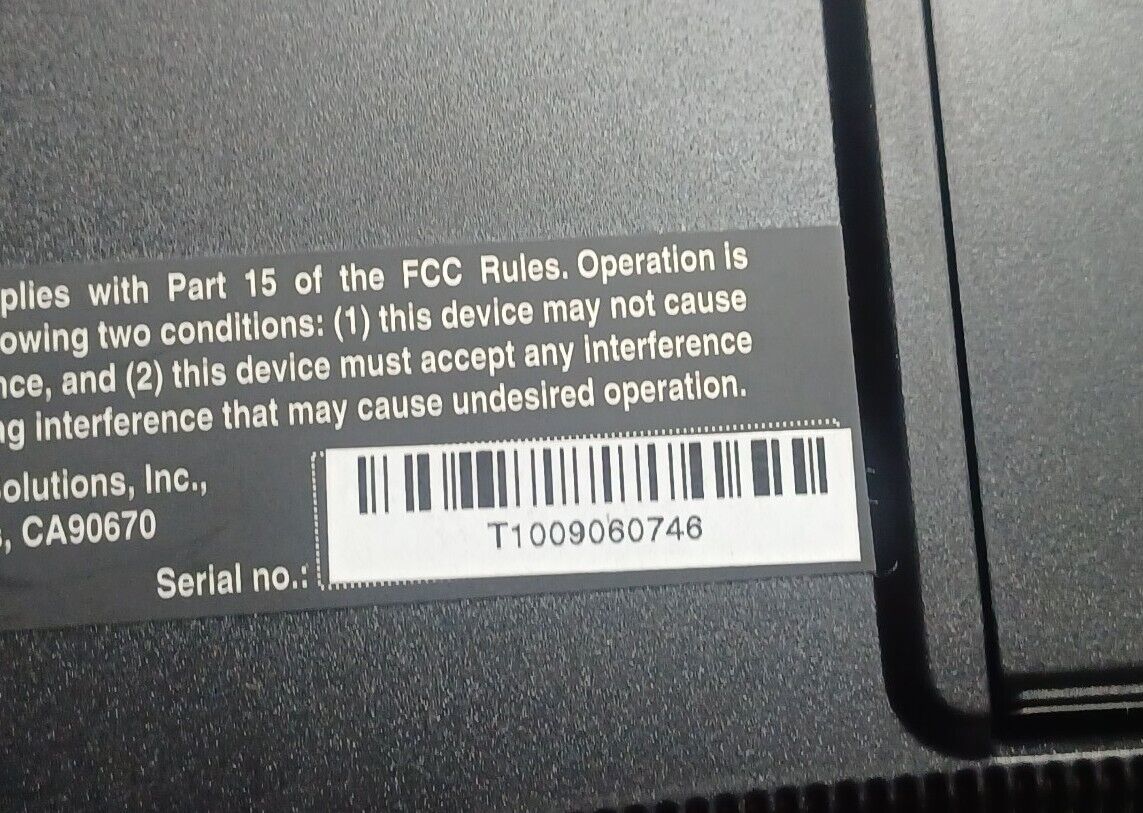 plies with Part 15 of the FCC Rules. Operation is
owing two conditions: (1) this device may not cause
nce, and (2) this device must accept any interference
ng interference that may cause undesired operation.
olutions, Inc.,
, CA90670
T1009060746
Serial no.: